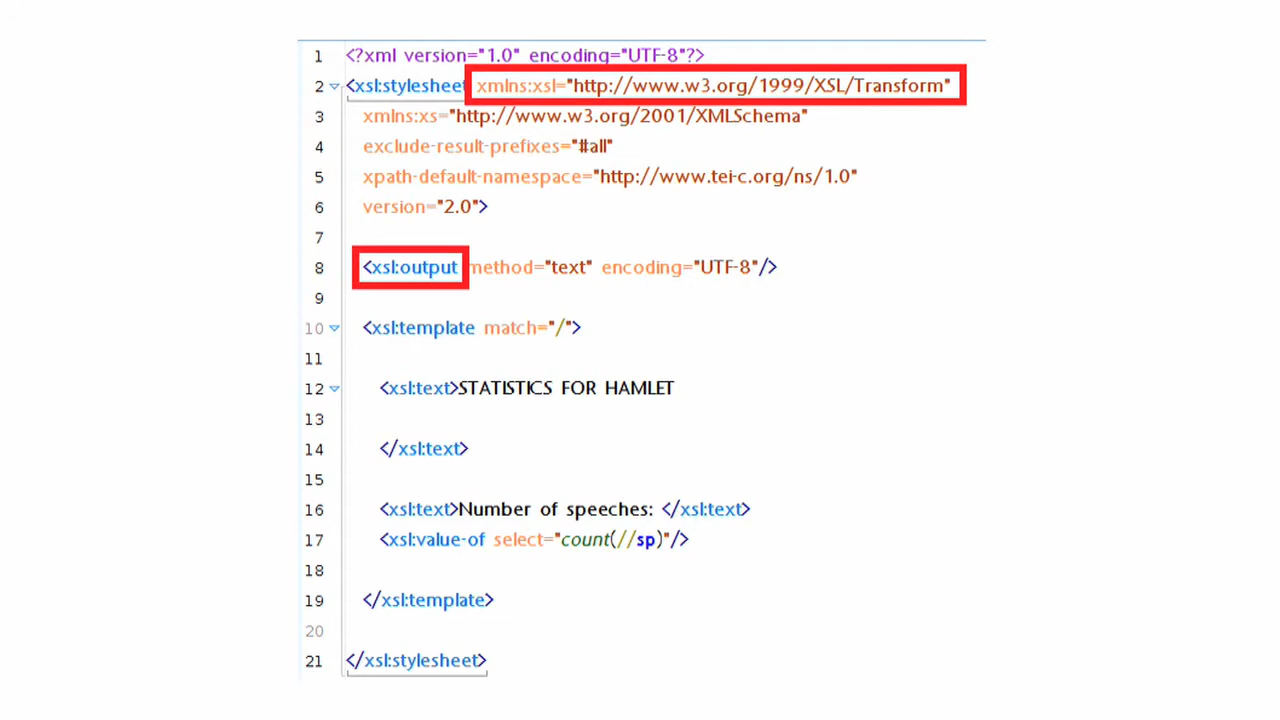 1 <?xml version="1.0" encoding="UTF-8"?>
2 <xsl:stylesheet xmlns:xsl="http://www.w3.org/1999/XSL/Transform"
3 xmlns:xs="http://www.w3.org/2001/XMLSchema"
4 exclude-result-prefixes="#all"
5 xpath-default-namespace="http://www.tei-c.org/ns/1.0"
6 version="2.0">
7
8 <xsl:output method="text" encoding="UTF-8"/>
9
10 <xsl:template match="/">
11
12 <xsl:text>STATISTICS FOR HAMLET
13
14 </xsl:text>
15
16 <xsl:text>Number of speeches: </xsl:text>
17 <xsl:value-of select="count(//sp)"/>
18
19 </xsl:template>
20
21 </xsl:stylesheet>